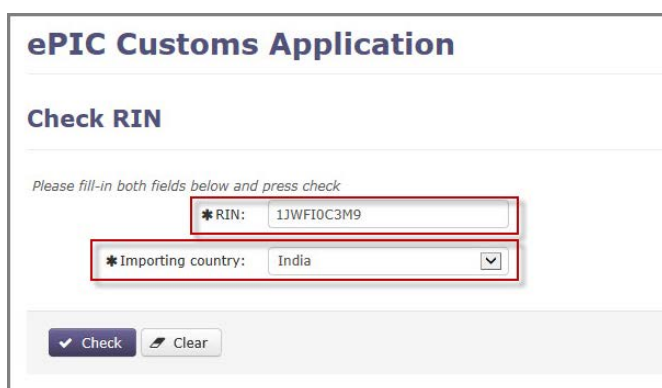 ePIC Customs Application
Check RIN
Please fill-in both fields below and press check
✱RIN: 1JWFI0C3M9
✱Importing country: India
Check Clear